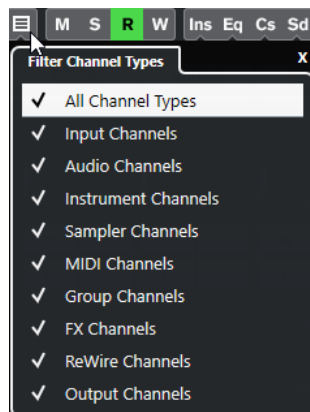 M S R W Ins Eq Cs Sd
Filter Channel Types X
All Channel Types
Input Channels
Audio Channels
Instrument Channels
Sampler Channels
MIDI Channels
Group Channels
FX Channels
ReWire Channels
Output Channels